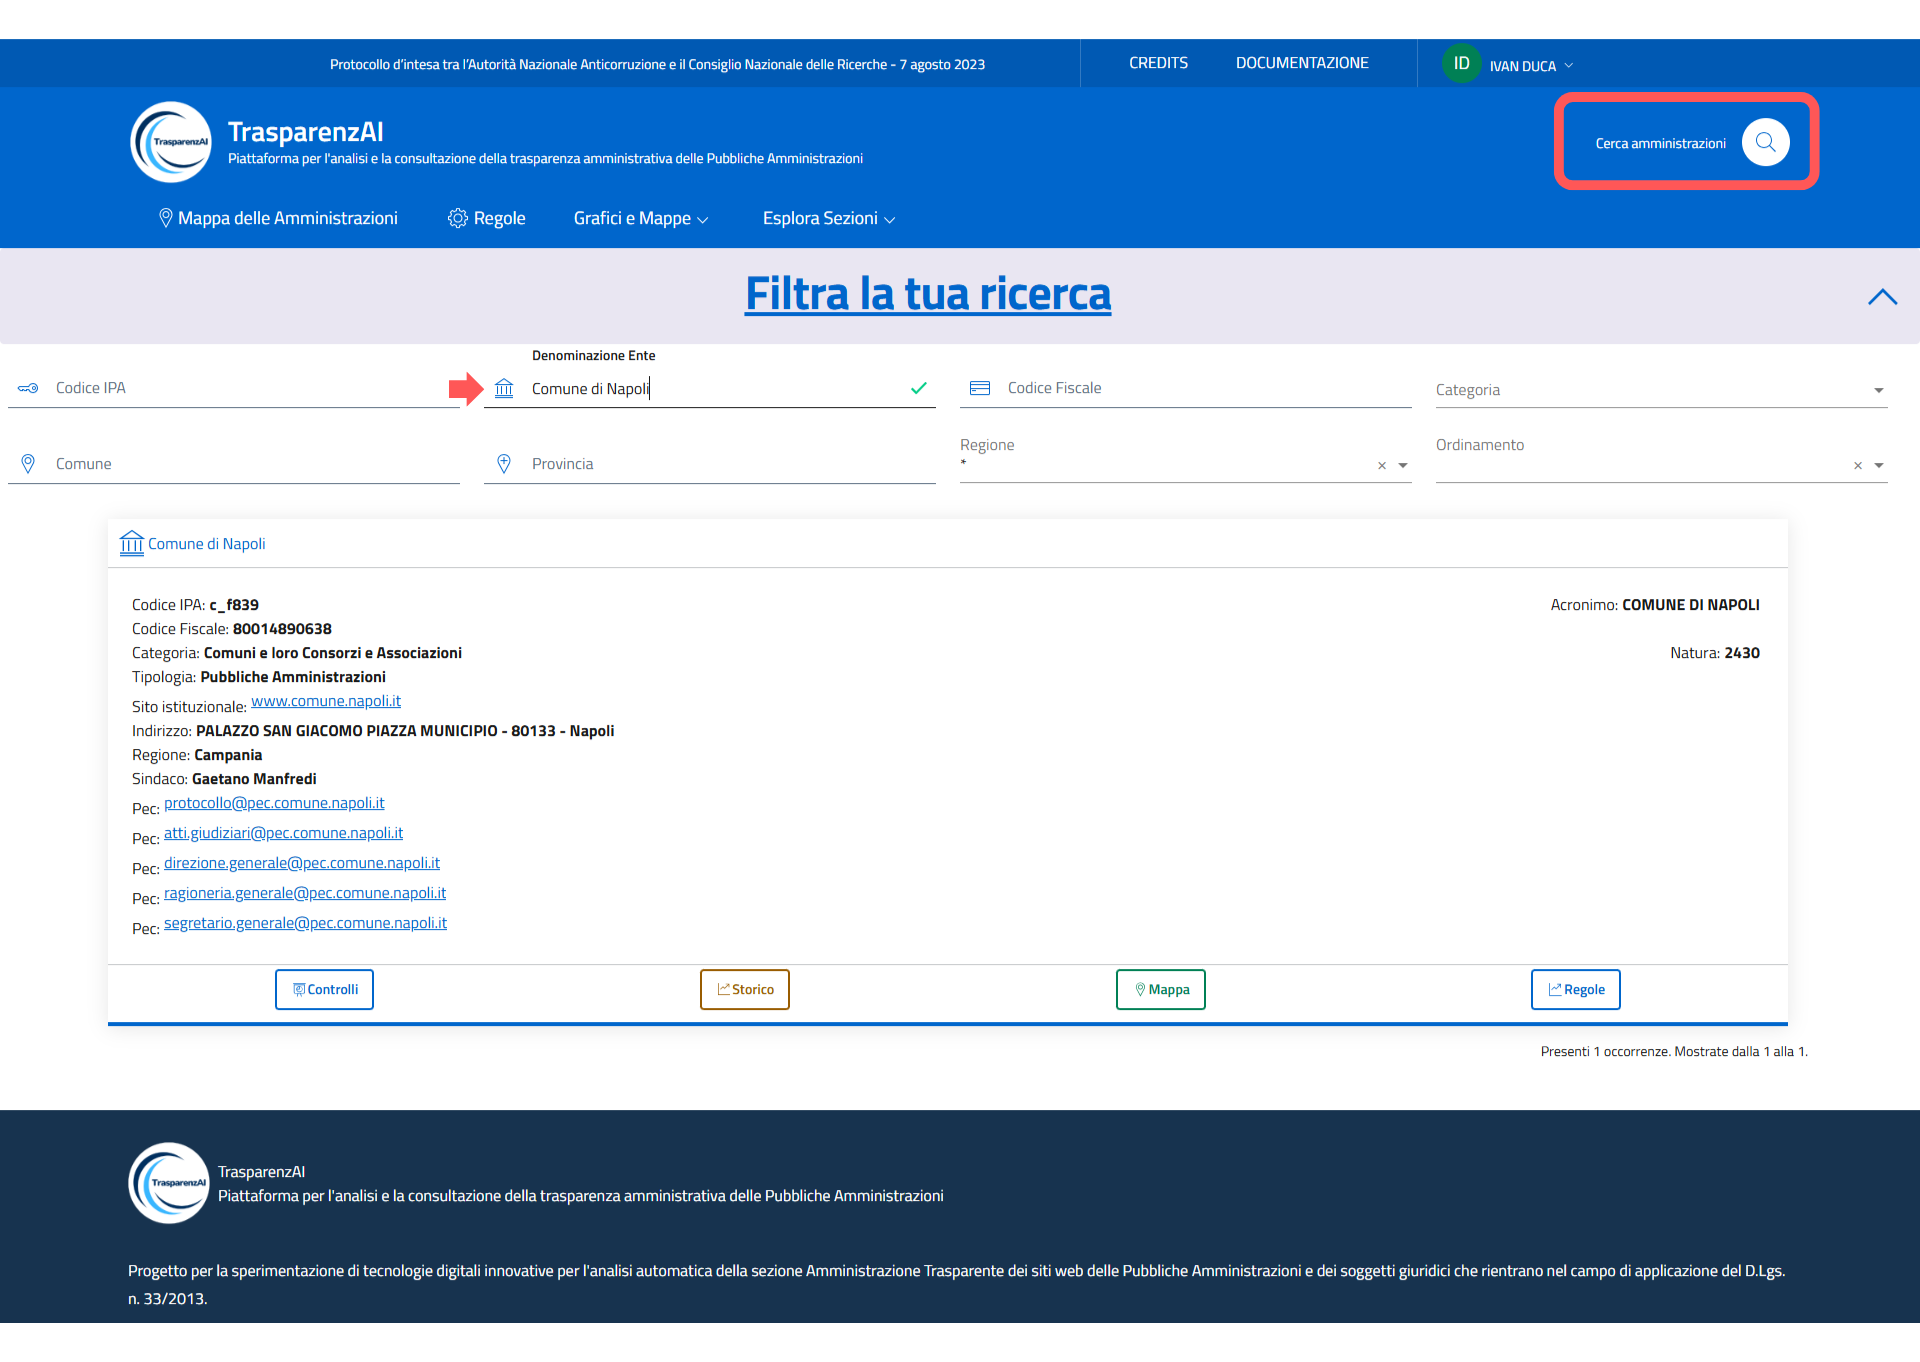 Protocollo d'intesa tra l'Autorità Nazionale Anticorruzione e il Consiglio Nazionale delle Ricerche - 7 agosto 2023
CREDITS
DOCUMENTAZIONE
ID
IVAN DUCA
TrasparenzAI
TrasparenzAI
Piattaforma per l'analisi e la consultazione della trasparenza amministrativa delle Pubbliche Amministrazioni
Cerca amministrazioni
Mappa delle Amministrazioni
Regole
Grafici e Mappe
Esplora Sezioni
Filtra la tua ricerca
Codice IPA
Denominazione Ente
Comune di Napoli
Codice Fiscale
Categoria
Comune
Provincia
Regione
*
Ordinamento
Comune di Napoli
Codice IPA: c_f839
Acronimo: COMUNE DI NAPOLI
Codice Fiscale: 80014890638
Categoria: Comuni e loro Consorzi e Associazioni
Natura: 2430
Tipologia: Pubbliche Amministrazioni
Sito istituzionale: www.comune.napoli.it
Indirizzo: PALAZZO SAN GIACOMO PIAZZA MUNICIPIO - 80133 - Napoli
Regione: Campania
Sindaco: Gaetano Manfredi
Pec: protocollo@pec.comune.napoli.it
Pec: atti.giudiziari@pec.comune.napoli.it
Pec: direzione.generale@pec.comune.napoli.it
Pec: ragioneria.generale@pec.comune.napoli.it
Pec: segretario.generale@pec.comune.napoli.it
Controlli
Storico
Mappa
Regole
Presenti 1 occorrenze. Mostrate dalla 1 alla 1.
TrasparenzAI
TrasparenzAI
Piattaforma per l'analisi e la consultazione della trasparenza amministrativa delle Pubbliche Amministrazioni
Progetto per la sperimentazione di tecnologie digitali innovative per l'analisi automatica della sezione Amministrazione Trasparente dei siti web delle Pubbliche Amministrazioni e dei soggetti giuridici che rientrano nel campo di applicazione del D.Lgs.
n. 33/2013.